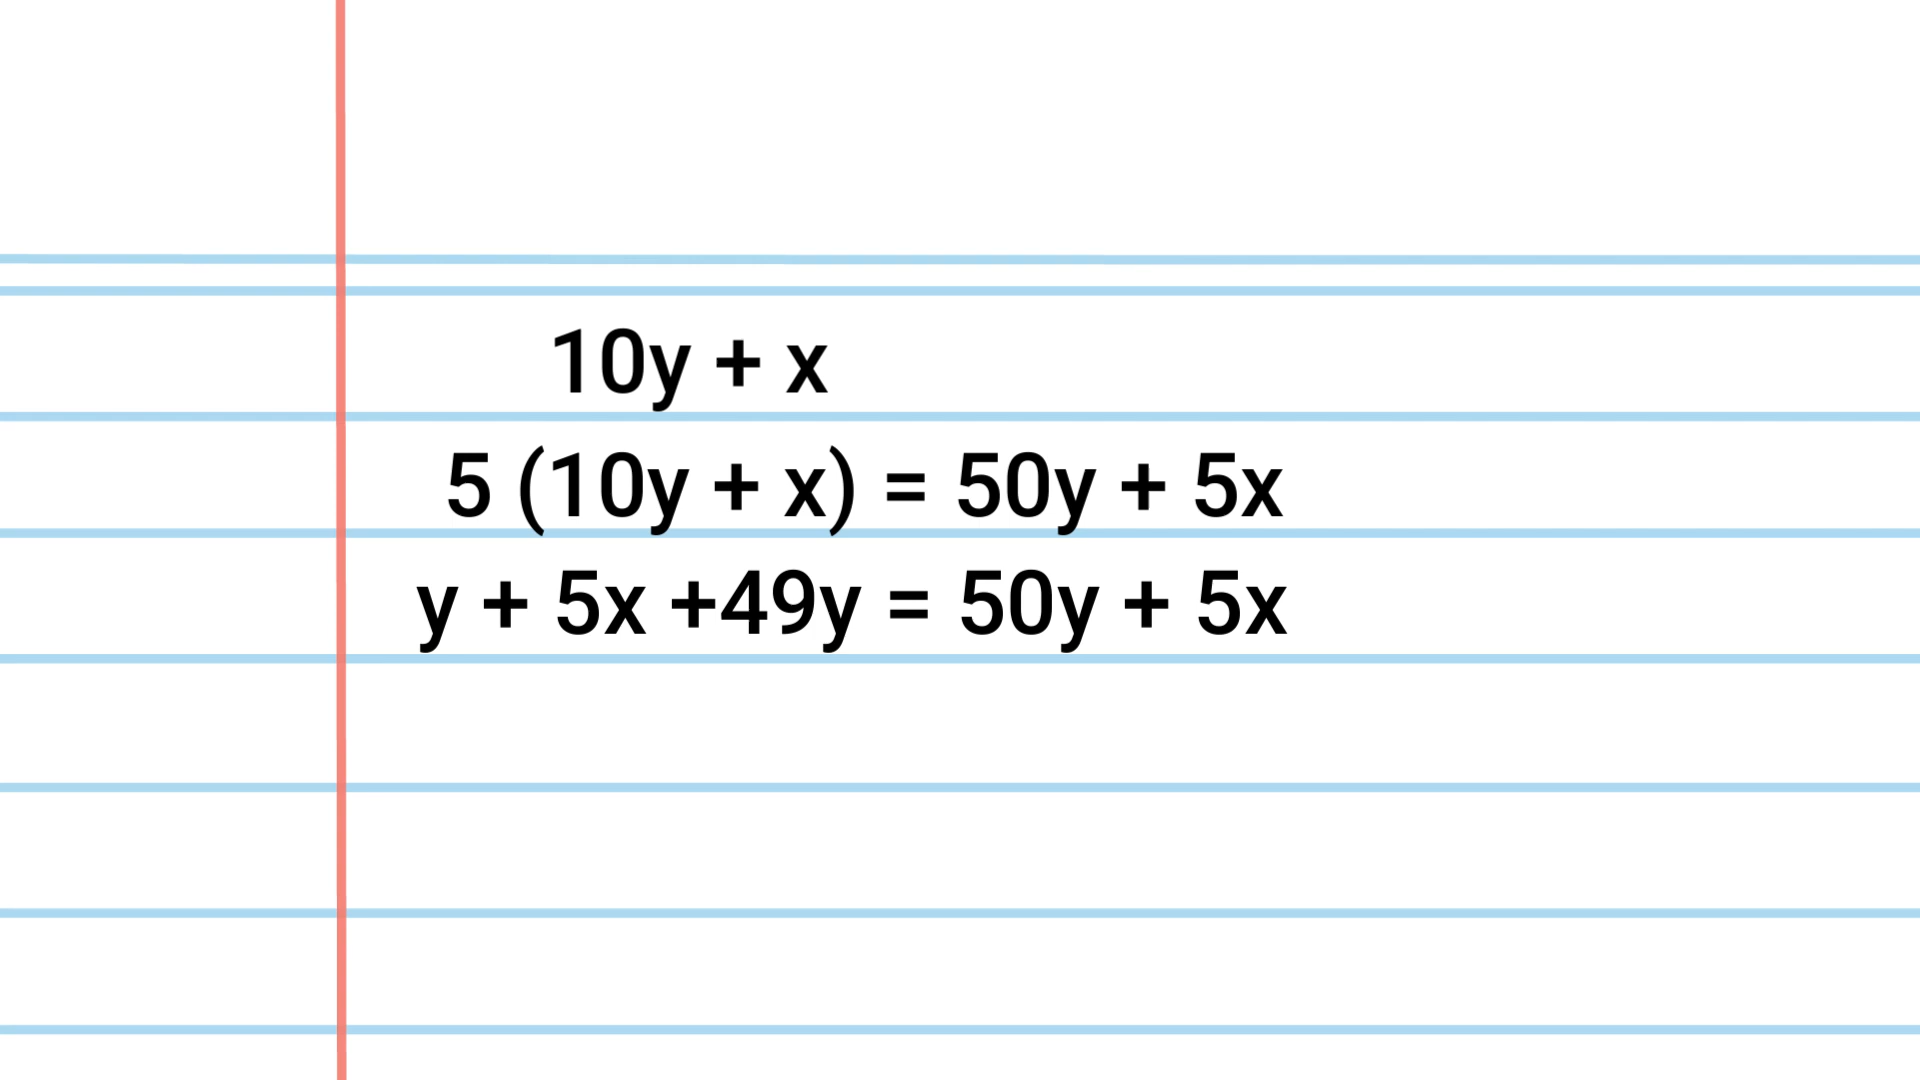 10y + x
5 (10y + x) = 50y + 5x
y + 5x +49y = 50y + 5x